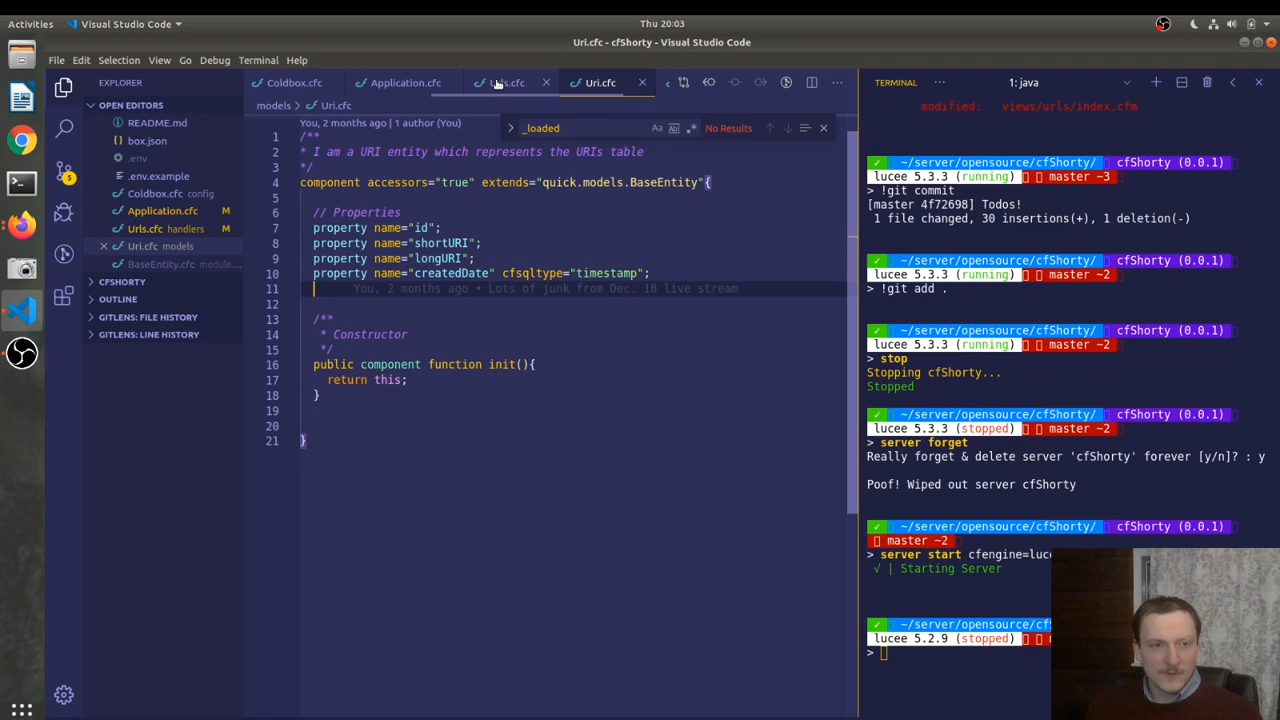 Activities
Visual Studio Code
Thu 20:03
Uri.cfc - cfShorty - Visual Studio Code
File Edit Selection View Go Debug Terminal Help
EXPLORER
OPEN EDITORS
README.md
box.json
.env
.env.example
Coldbox.cfc config
Application.cfc M
Urls.cfc handlers M
Uri.cfc models
BaseEntity.cfc module...
CFSHORTY
OUTLINE
GITLENS: FILE HISTORY
GITLENS: LINE HISTORY
5
Coldbox.cfc Application.cfc Urls.cfc Uri.cfc
models > Uri.cfc
You, 2 months ago | 1 author (You)
_loaded Aa Ab No Results
1 /**
2 * I am a URI entity which represents the URIs table
3 */
4 component accessors="true" extends="quick.models.BaseEntity"{
5
6 // Properties
7 property name="id";
8 property name="shortURI";
9 property name="longURI";
10 property name="createdDate" cfsqltype="timestamp";
11 You, 2 months ago • Lots of junk from Dec. 18 live stream
12
13 /**
14 * Constructor
15 */
16 public component function init(){
17 return this;
18 }
19
20
21 }
TERMINAL ... 1: java
modified: views/urls/index.cfm
✓ ~/server/opensource/cfShorty/ cfShorty (0.0.1)
lucee 5.3.3 (running) master ~3
> !git commit
[master 4f72698] Todos!
1 file changed, 30 insertions(+), 1 deletion(-)
✓ ~/server/opensource/cfShorty/ cfShorty (0.0.1)
lucee 5.3.3 (running) master ~2
> !git add .
✓ ~/server/opensource/cfShorty/ cfShorty (0.0.1)
lucee 5.3.3 (running) master ~2
> stop
Stopping cfShorty...
Stopped
✓ ~/server/opensource/cfShorty/ cfShorty (0.0.1)
lucee 5.3.3 (stopped) master ~2
> server forget
Really forget & delete server 'cfShorty' forever [y/n]? : y
Poof! Wiped out server cfShorty
✓ ~/server/opensource/cfShorty/ cfShorty (0.0.1)
master ~2
> server start cfengine=luc
√ | Starting Server
✓ ~/server/opensource/cfS
lucee 5.2.9 (stopped)
>